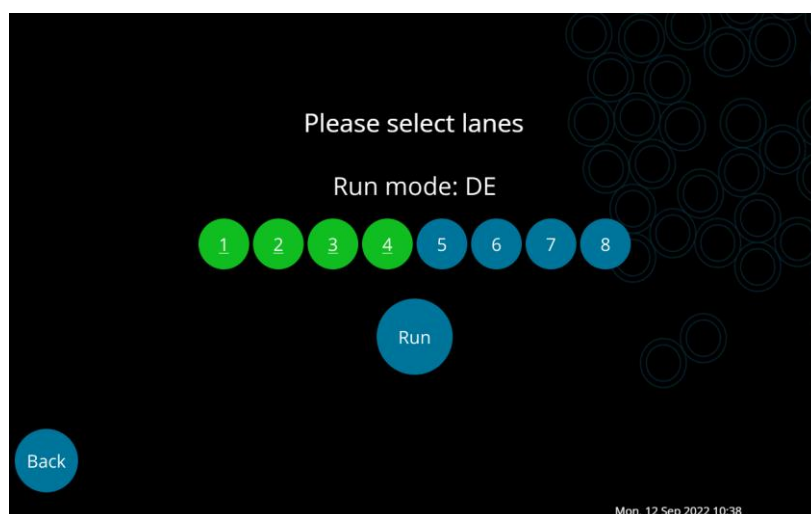 Please select lanes
Run mode: DE
1 2 3 4 5 6 7 8
Run
Back
Mon, 12 Sep 2022 10:38